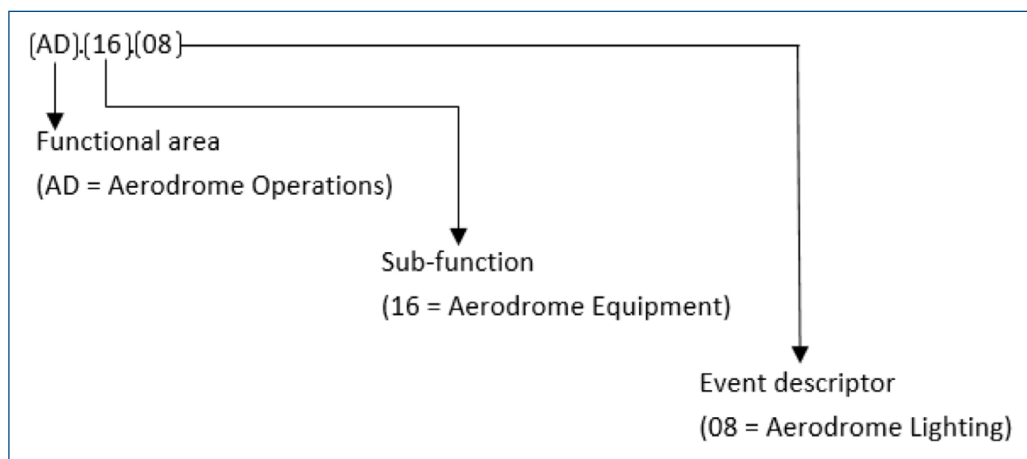 (AD).(16).(08)
Functional area
(AD = Aerodrome Operations)
Sub-function
(16 = Aerodrome Equipment)
Event descriptor
(08 = Aerodrome Lighting)